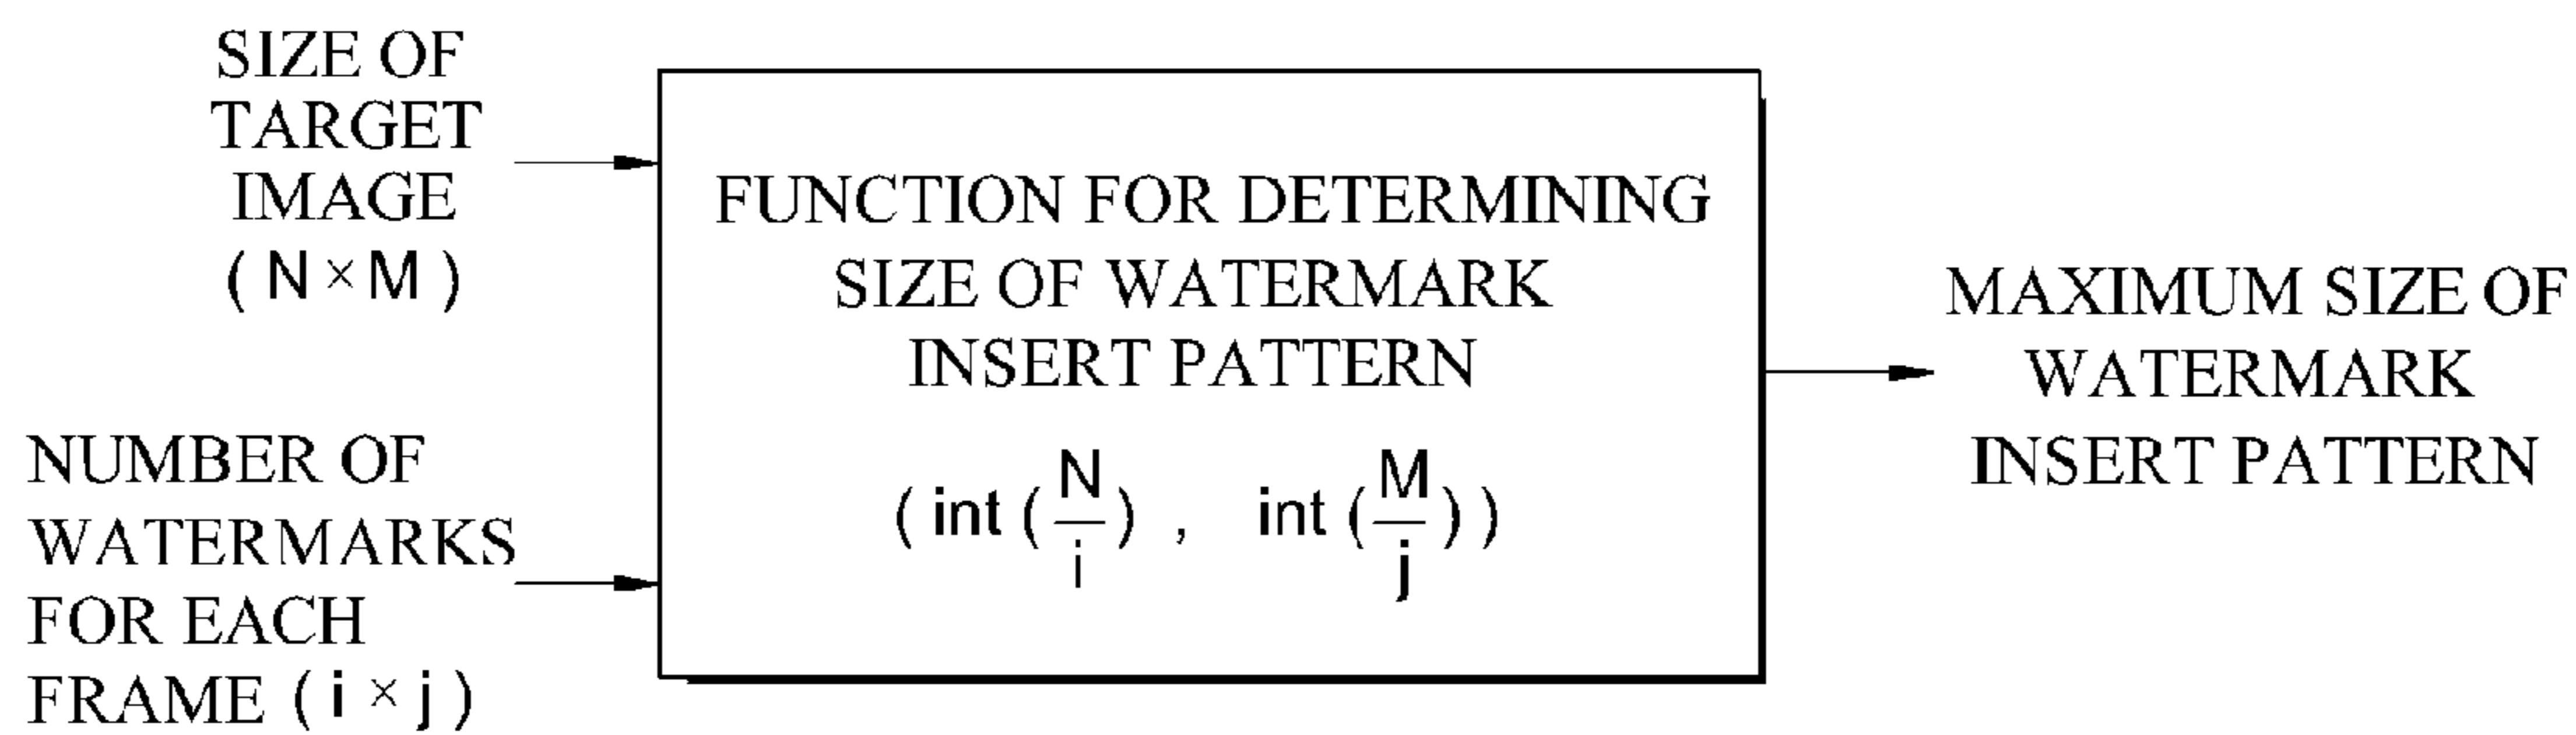 SIZE OF
TARGET
IMAGE
( N × M )
NUMBER OF
WATERMARKS
FOR EACH
FRAME ( i × j )
FUNCTION FOR DETERMINING
SIZE OF WATERMARK
INSERT PATTERN
( int ( N/i ) , int ( M/j ) )
MAXIMUM SIZE OF
WATERMARK
INSERT PATTERN